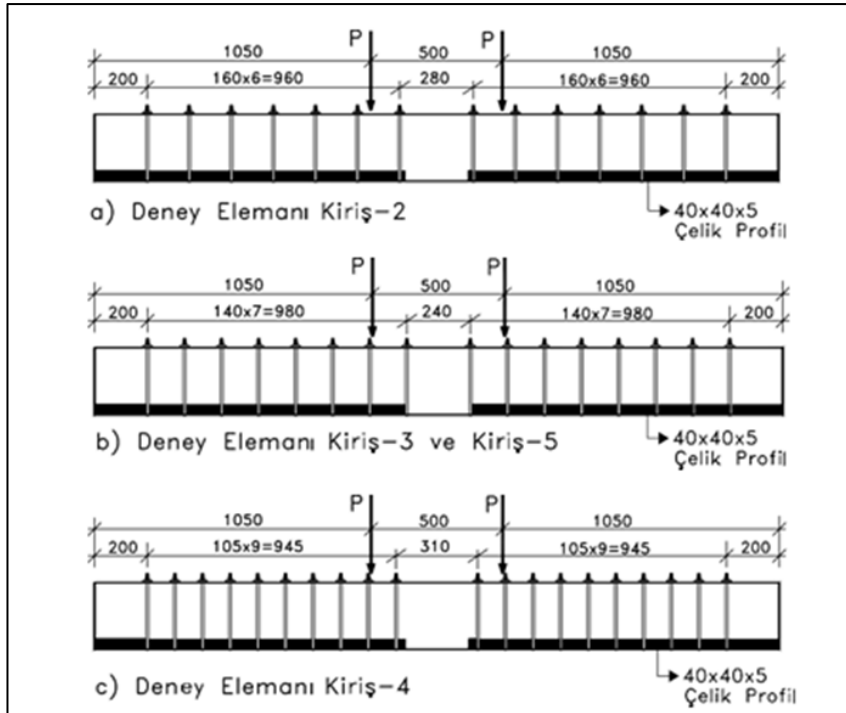 P P
1050 500 1050
200 160x6=960 280 160x6=960 200
a) Deney Elemanı Kiriş-2
40x40x5
Çelik Profil
P P
1050 500 1050
200 140x7=980 240 140x7=980 200
b) Deney Elemanı Kiriş-3 ve Kiriş-5
40x40x5
Çelik Profil
P P
1050 500 1050
200 105x9=945 310 105x9=945 200
c) Deney Elemanı Kiriş-4
40x40x5
Çelik Profil